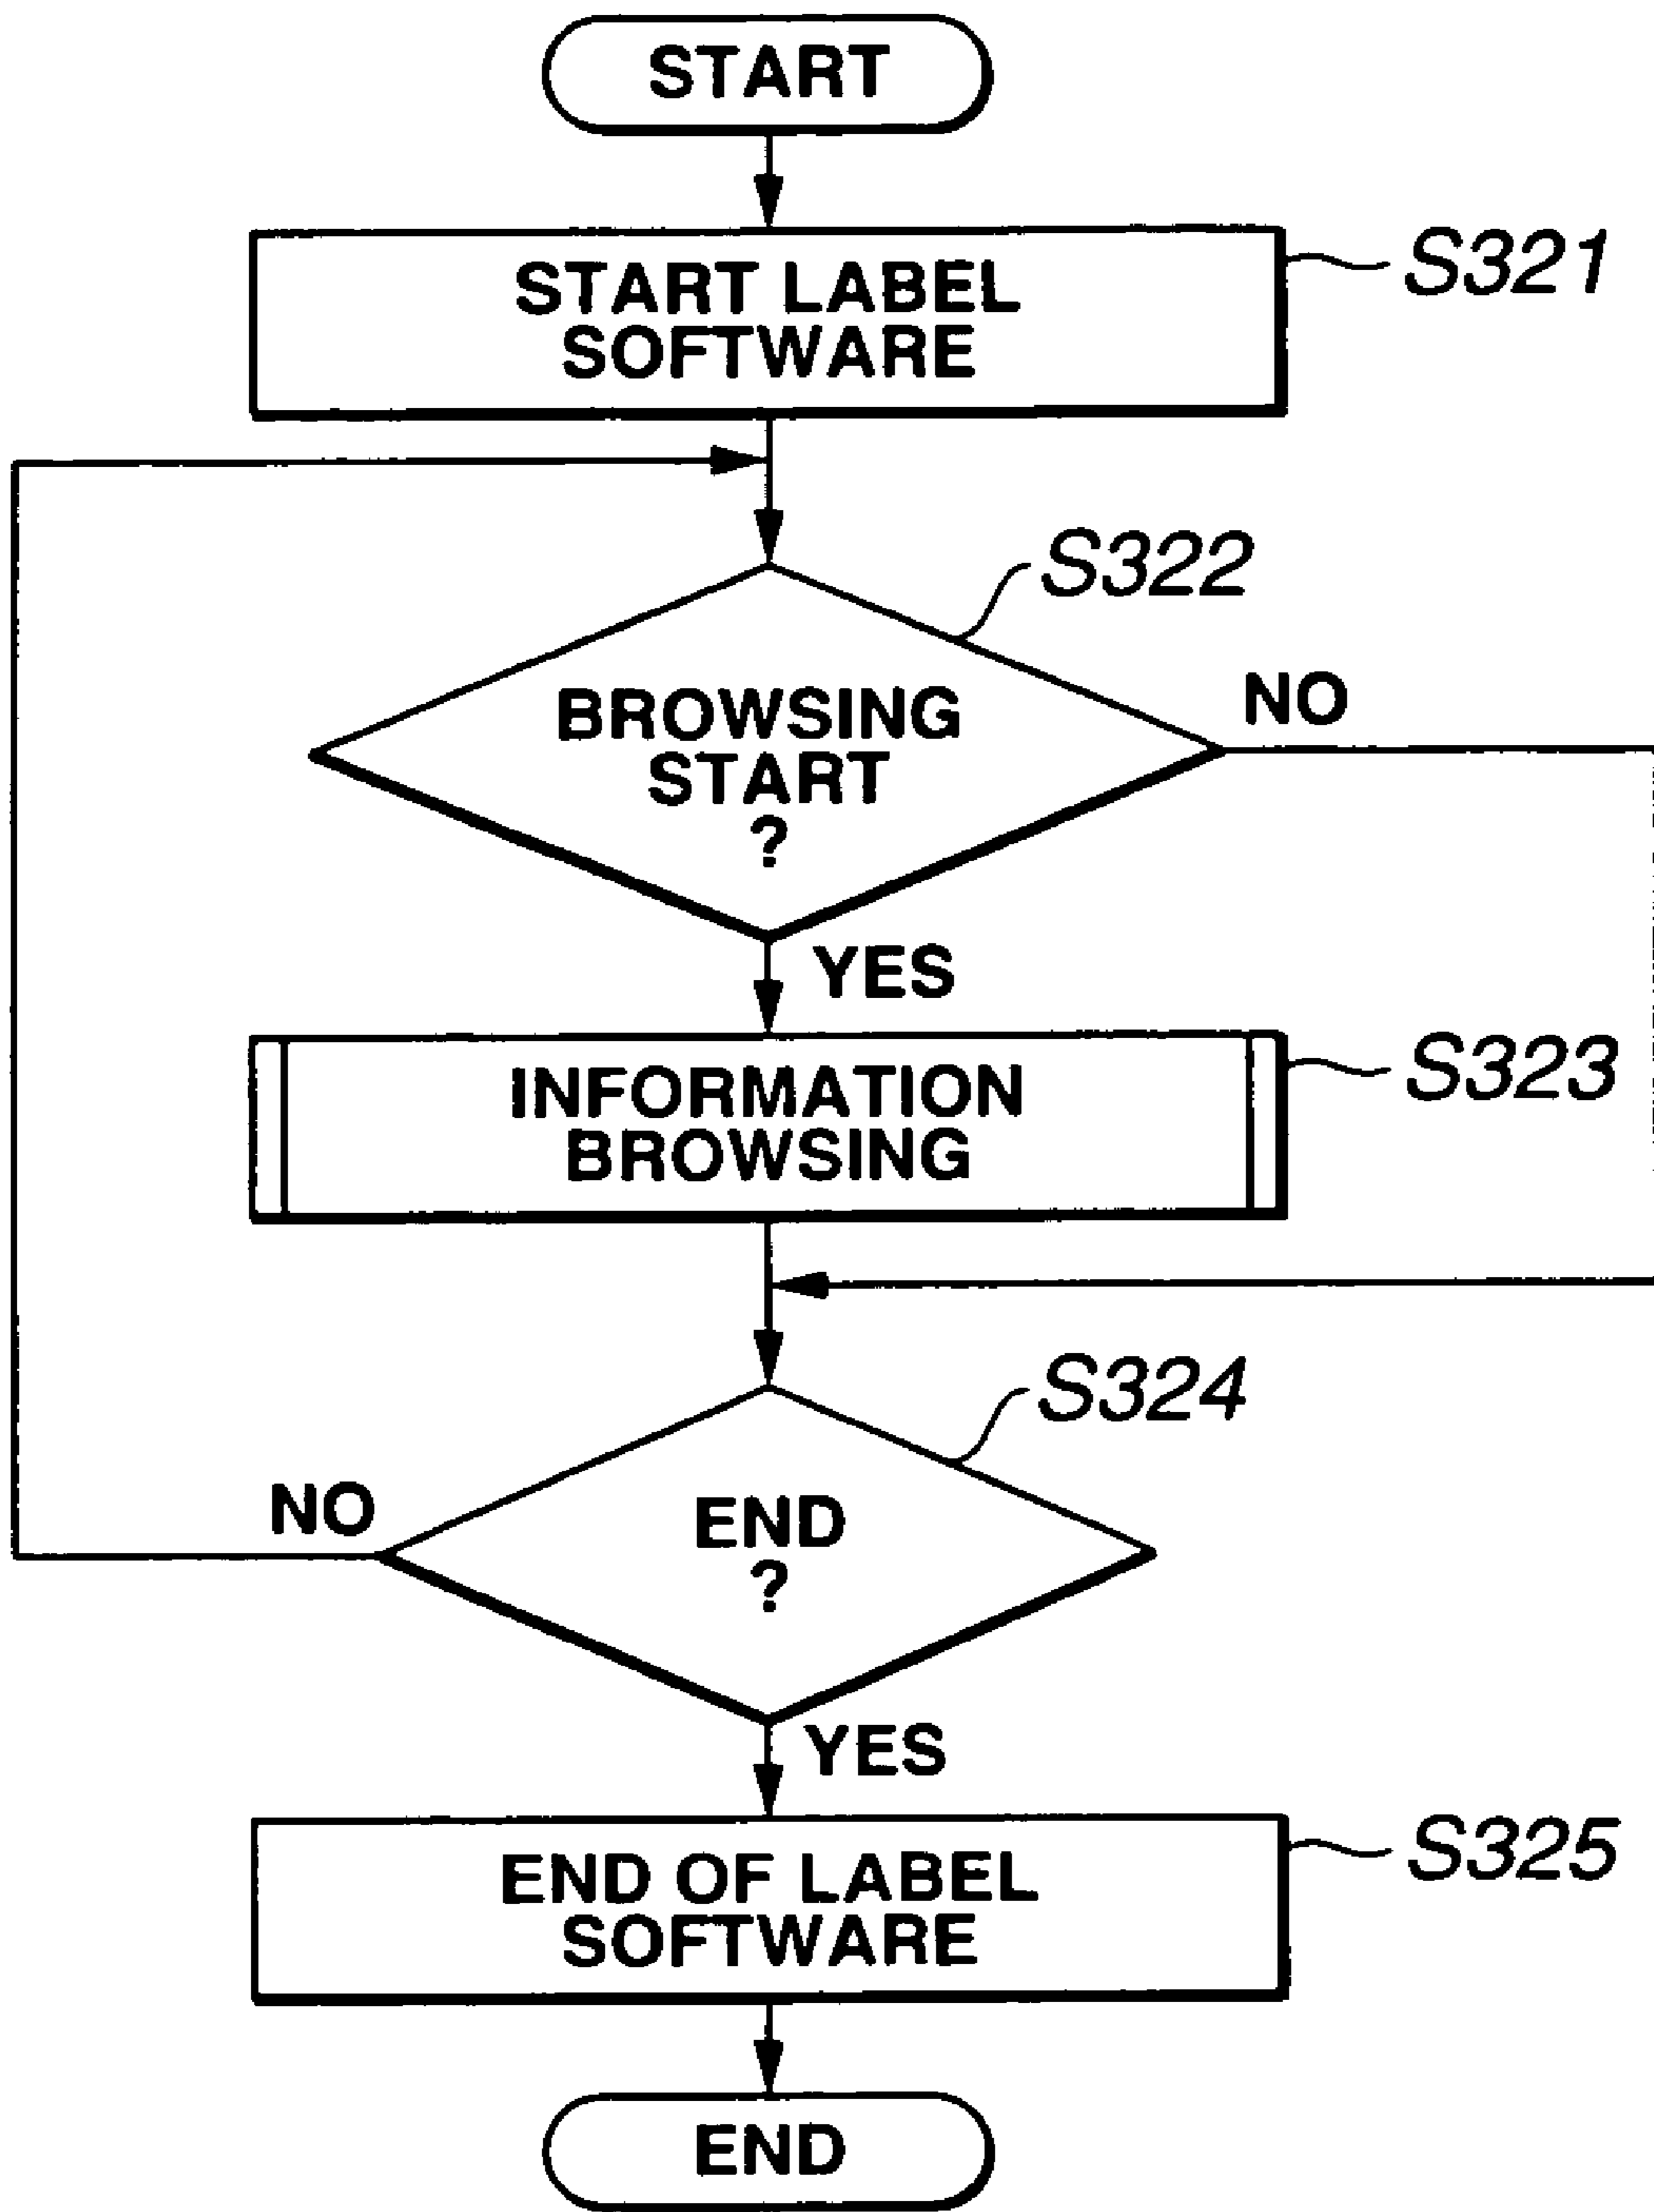 START
START LABEL
SOFTWARE
S321
S322
BROWSING
START
?
NO
YES
INFORMATION
BROWSING
S323
S324
END
?
NO
YES
END OF LABEL
SOFTWARE
S325
END